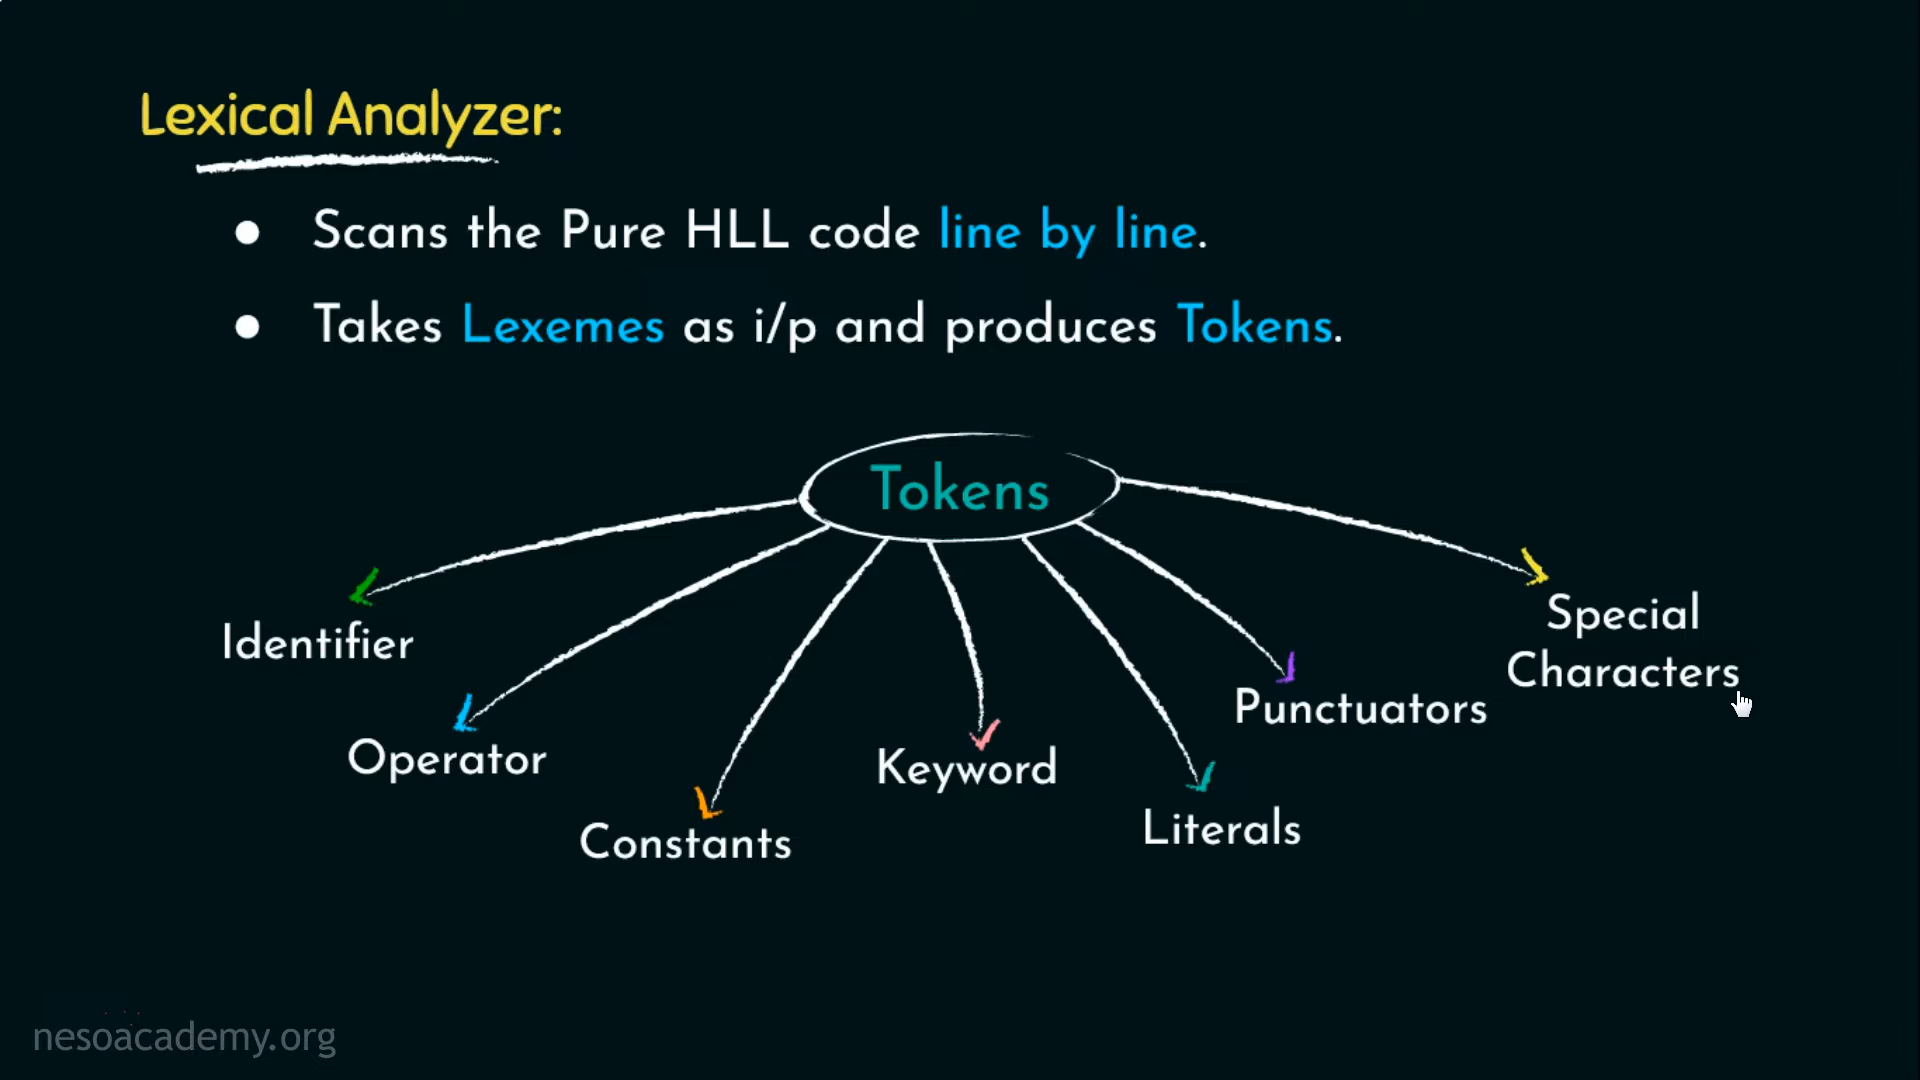 Lexical Analyzer:
● Scans the Pure HLL code line by line.
● Takes Lexemes as i/p and produces Tokens.
Tokens
Identifier
Operator
Constants
Keyword
Literals
Punctuators
Special
Characters
nesoacademy.org